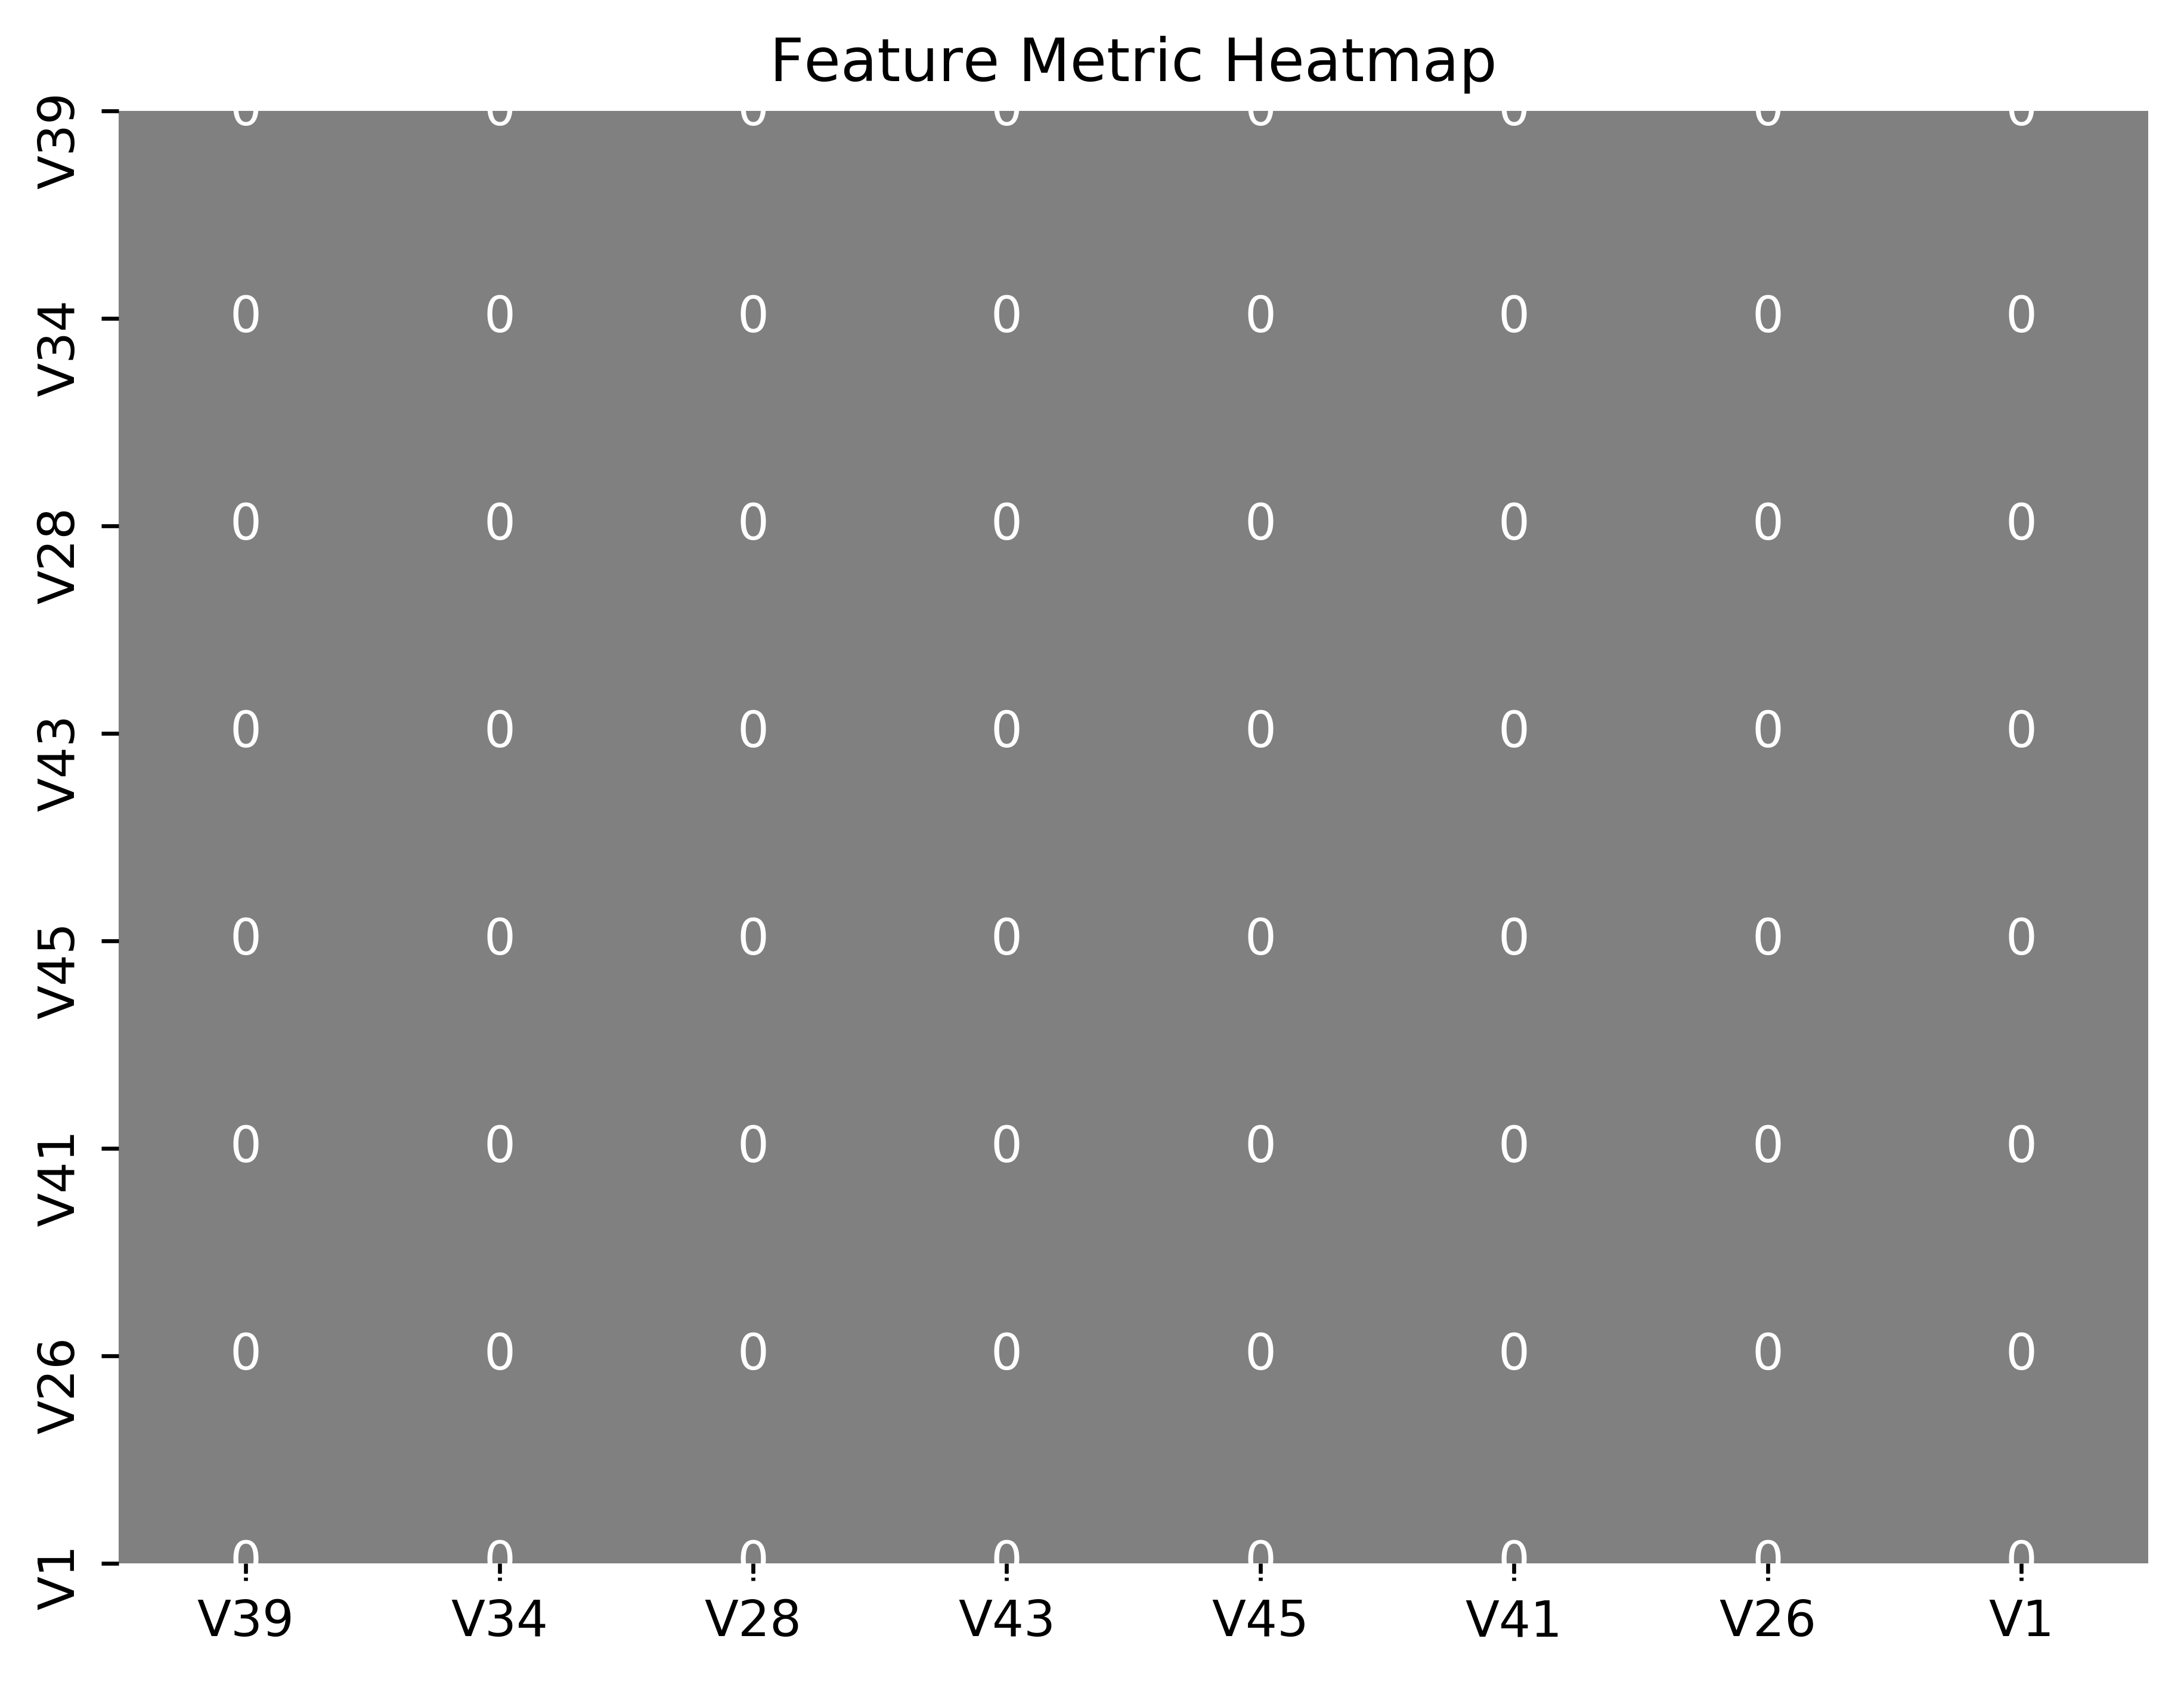 Feature Metric Heatmap
V39 0 0 0 0 0 0 0 0
V34 0 0 0 0 0 0 0 0
V28 0 0 0 0 0 0 0 0
V43 0 0 0 0 0 0 0 0
V45 0 0 0 0 0 0 0 0
V41 0 0 0 0 0 0 0 0
V26 0 0 0 0 0 0 0 0
V1 0 0 0 0 0 0 0 0
V39 V34 V28 V43 V45 V41 V26 V1